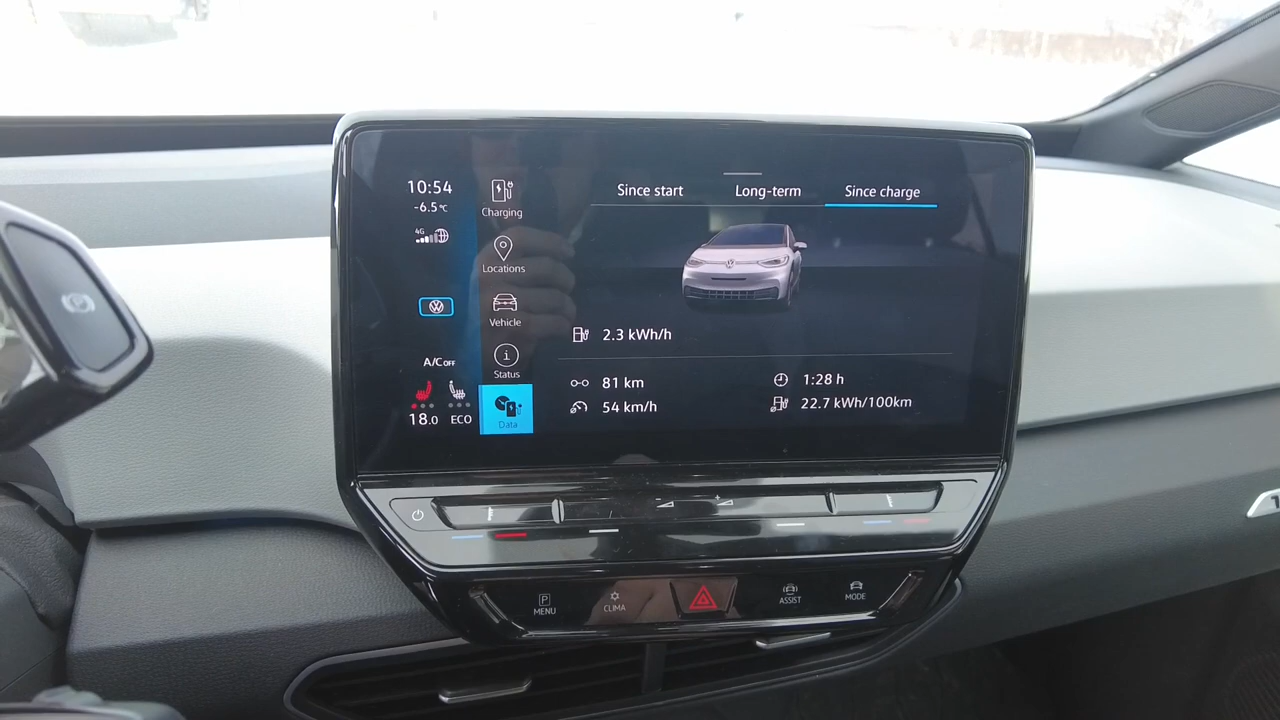 10:54
-6.5°C
4G
A/C OFF
18.0
ECO
Charging
Locations
Vehicle
Status
Data
Since start
Long-term
Since charge
2.3 kWh/h
81 km
1:28 h
54 km/h
22.7 kWh/100km
P
MENU
CLIMA
ASSIST
MODE